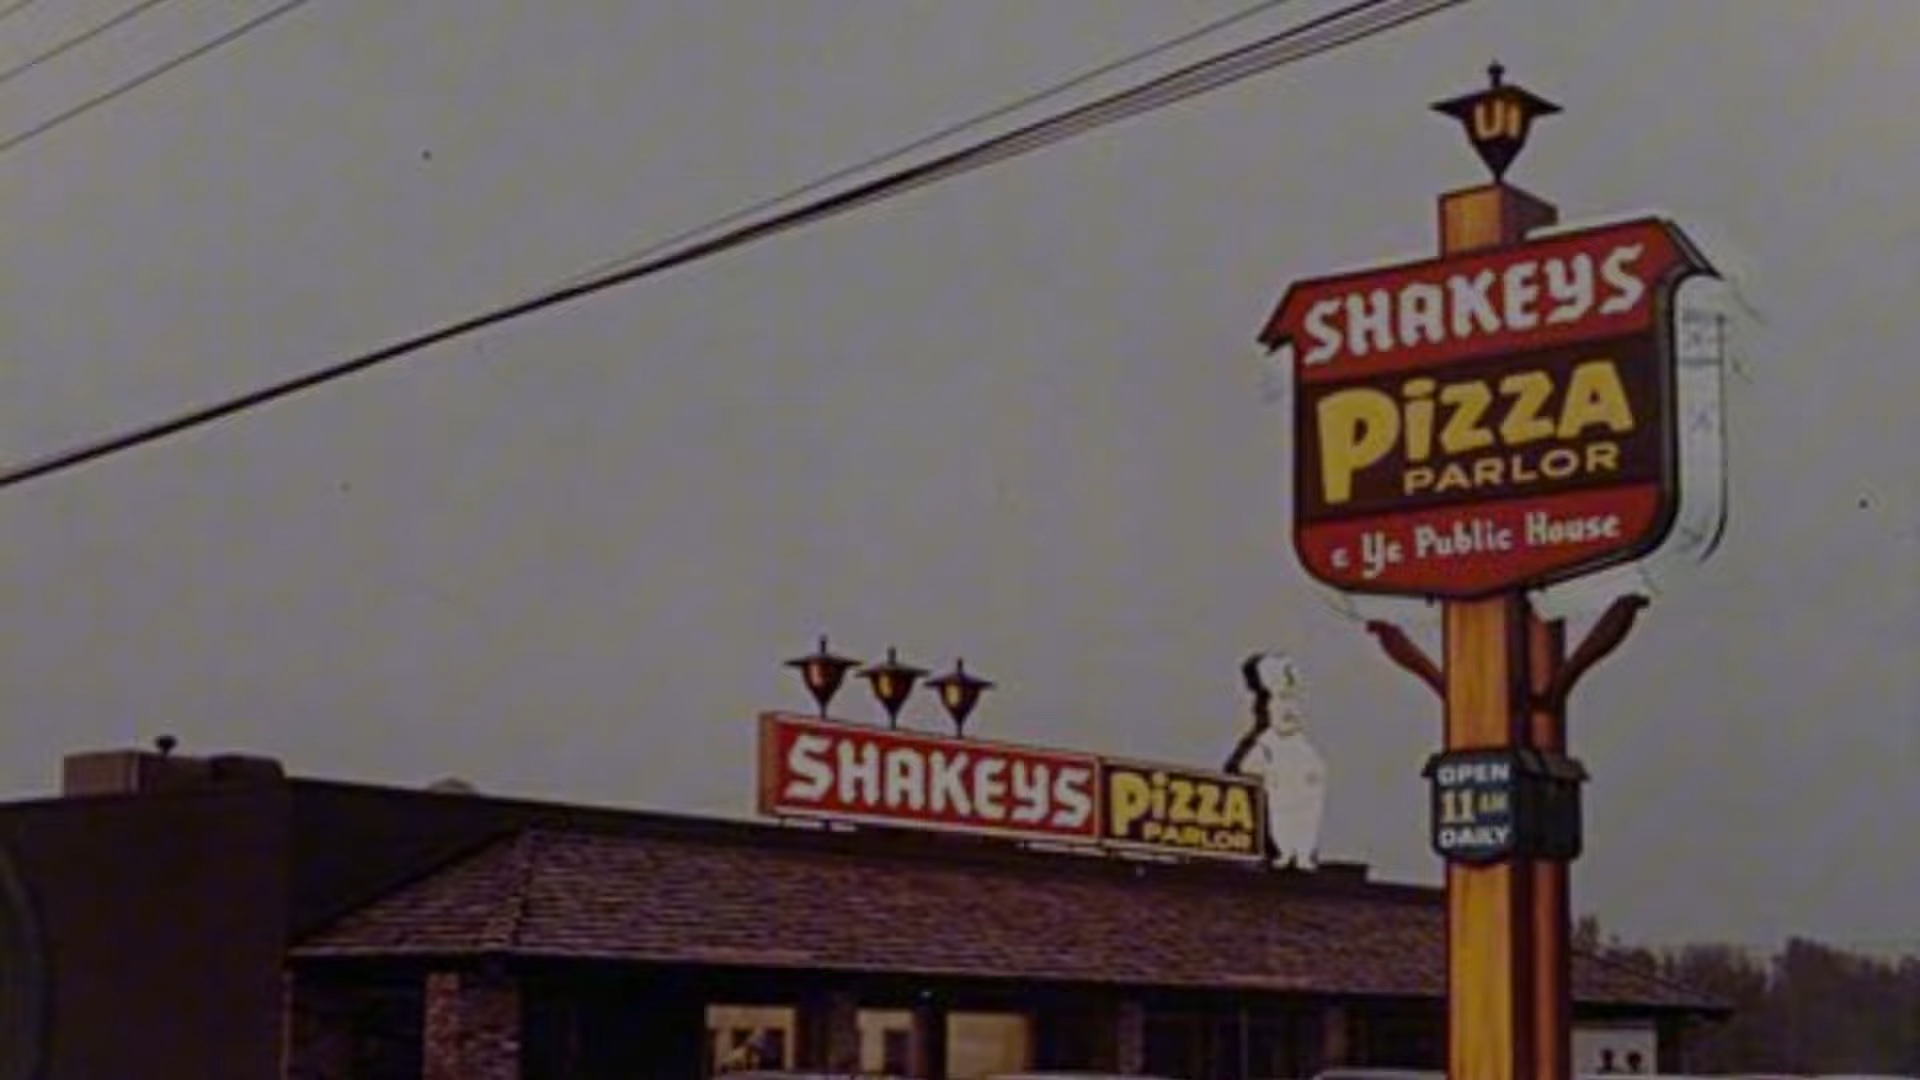 SHAKEYS
PizzA
PARLOR
& Ye Public House
OPEN
11 AM
DAILY
SHAKEYS
PizzA
PARLOR